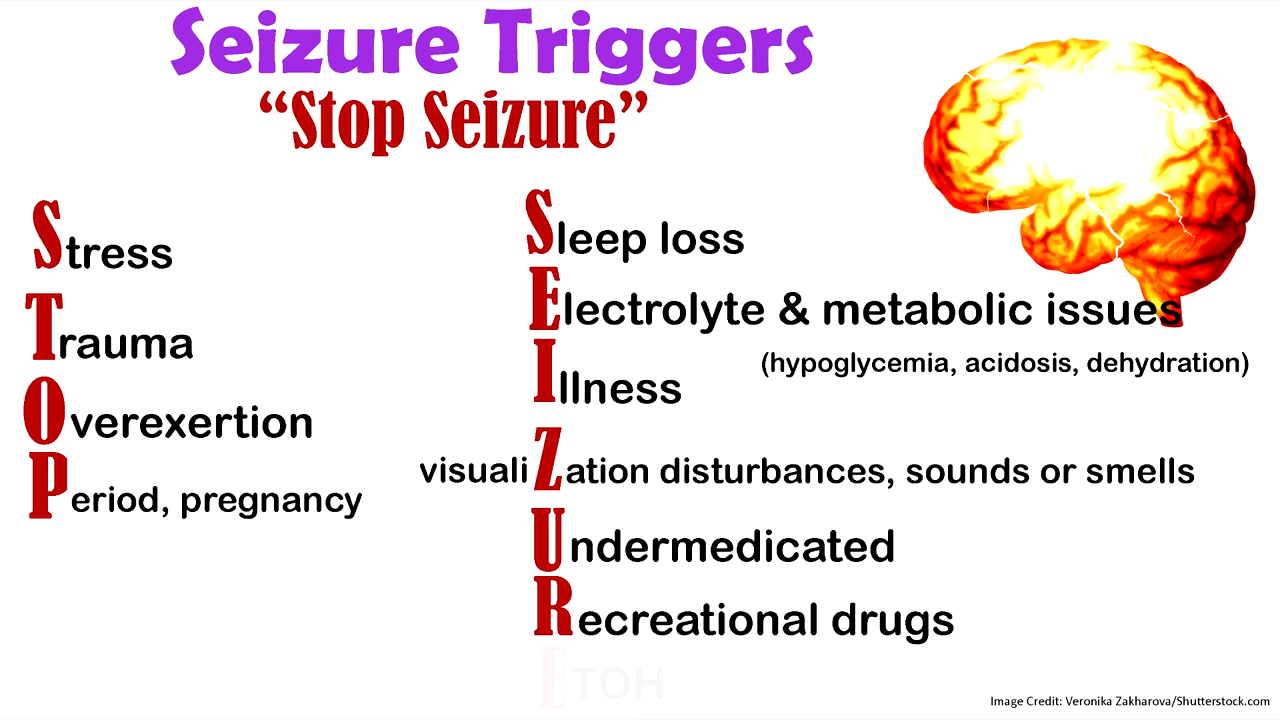 Seizure Triggers
“Stop Seizure”
Stress
Trauma
Overexertion
Period, pregnancy
Sleep loss
Electrolyte & metabolic issues
(hypoglycemia, acidosis, dehydration)
Illness
visualiZation disturbances, sounds or smells
Undermedicated
Recreational drugs
ETOH
Image Credit: Veronika Zakharova/Shutterstock.com